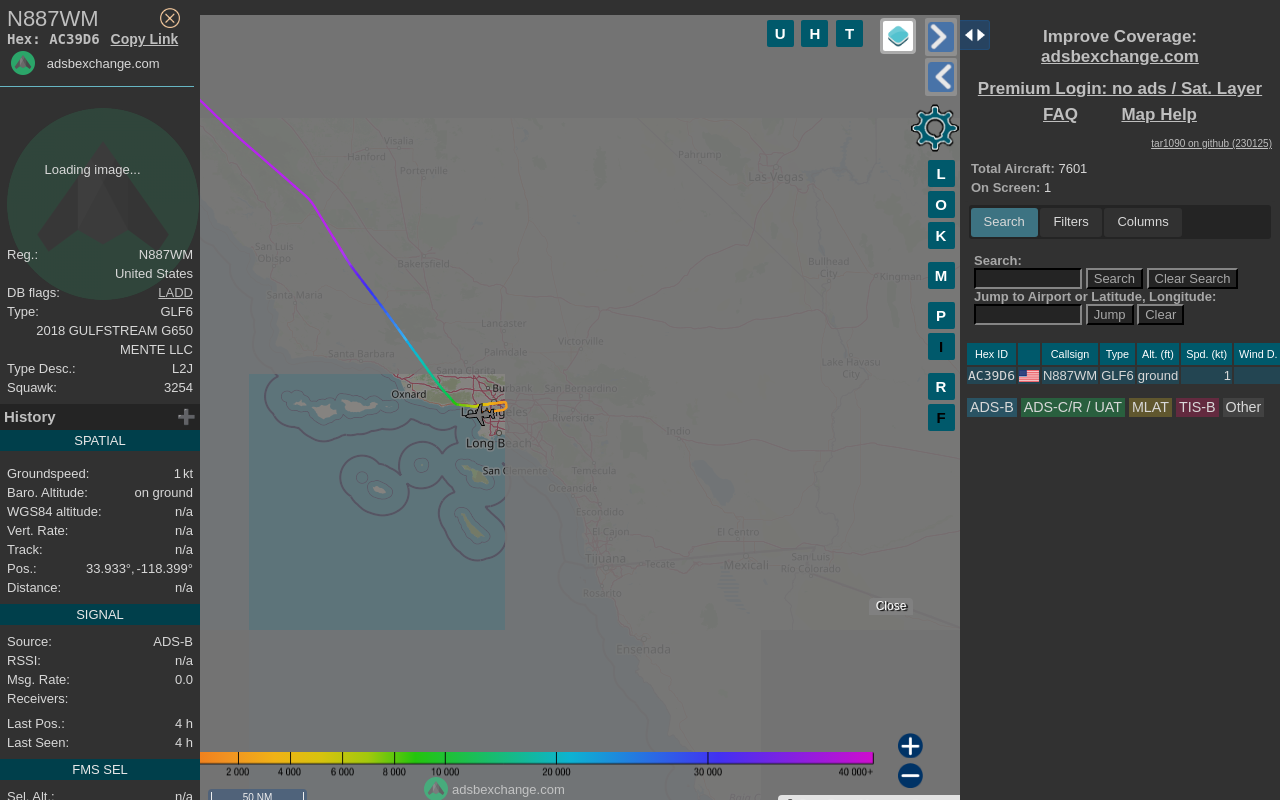 N887WM
Hex: AC39D6 Copy Link
adsbexchange.com
Loading image...
Reg.: N887WM
United States
DB flags: LADD
Type: GLF6
2018 GULFSTREAM G650
MENTE LLC
Type Desc.: L2J
Squawk: 3254
History
SPATIAL
Groundspeed: 1 kt
Baro. Altitude: on ground
WGS84 altitude: n/a
Vert. Rate: n/a
Track: n/a
Pos.: 33.933°, -118.399°
Distance: n/a
SIGNAL
Source: ADS-B
RSSI: n/a
Msg. Rate: 0.0
Receivers:
Last Pos.: 4 h
Last Seen: 4 h
FMS SEL
Sel. Alt.: n/a
U H T
L
O
K
M
P
I
R
F
Visalia
Hanford
Porterville
Pahrump
Las Vegas
San Luis
Obispo
Bakersfield
Bullhead
City
Kingman
Santa Maria
Lancaster
Palmdale
Victorville
Santa Barbara
Lake Havasu
City
Santa Clarita
Oxnard
Burbank
San Bernardino
Riverside
Long Beach
Indio
San Clemente
Temecula
Oceanside
Escondido
El Cajon
El Centro
Tijuana
Tecate
Mexicali
San Luis
Río Colorado
Rosarito
Ensenada
Close
2 000 4 000 6 000 8 000 10 000 20 000 30 000 40 000+
adsbexchange.com
50 NM
Improve Coverage:
adsbexchange.com
Premium Login: no ads / Sat. Layer
FAQ Map Help
tar1090 on github (230125)
Total Aircraft: 7601
On Screen: 1
Search Filters Columns
Search:
Search Clear Search
Jump to Airport or Latitude, Longitude:
Jump Clear
Hex ID Callsign Type Alt. (ft) Spd. (kt) Wind D.
AC39D6 N887WM GLF6 ground 1
ADS-B ADS-C/R / UAT MLAT TIS-B Other